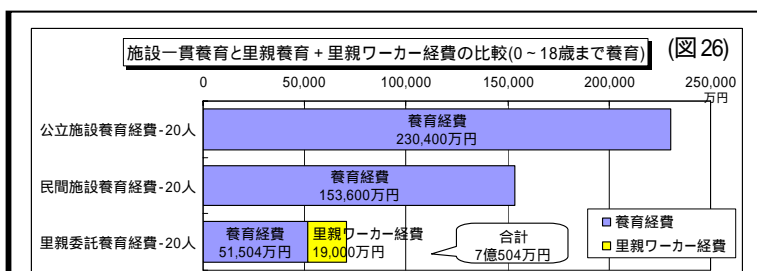 施設一貫養育と里親養育+里親ワーカー経費の比較(0~18歳まで養育)
(図26)
0 50,000 100,000 150,000 200,000 250,000
万円
公立施設養育経費-20人
養育経費
230,400万円
民間施設養育経費-20人
養育経費
153,600万円
里親委託養育経費-20人
養育経費
51,504万円
里親ワーカー経費
19,000万円
合計
7億504万円
養育経費
里親ワーカー経費